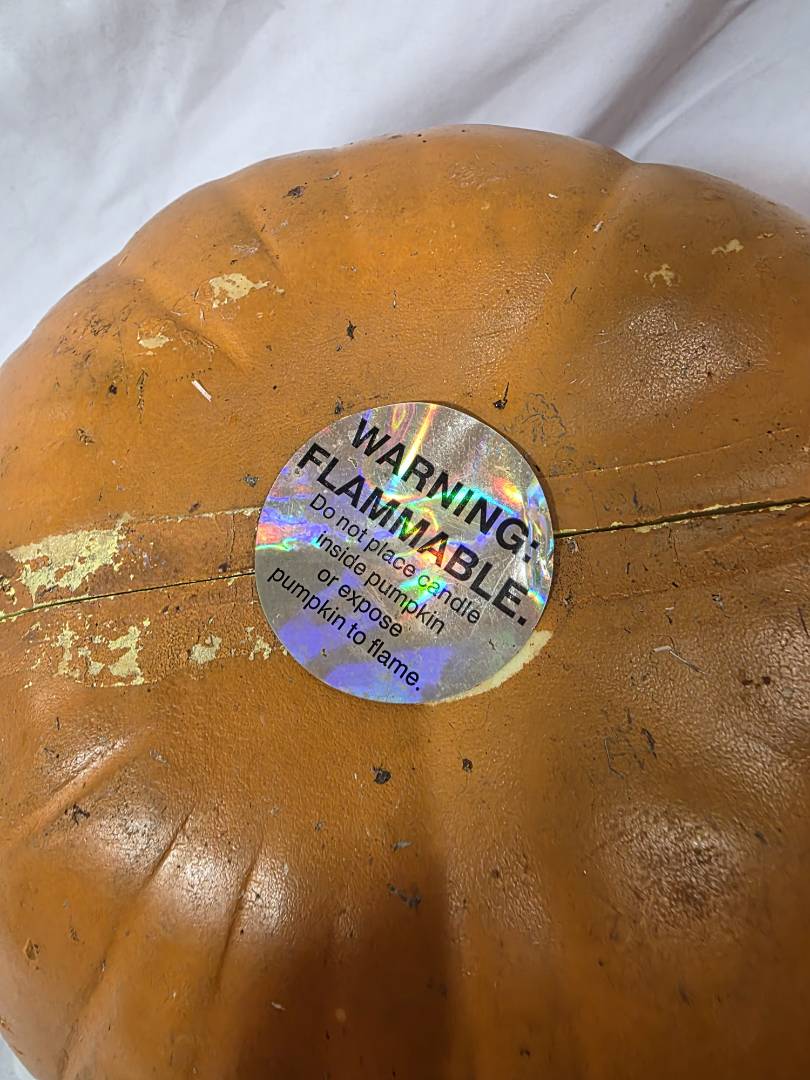 WARNING:
FLAMMABLE.
Do not place candle
inside pumpkin
or expose
pumpkin to flame.